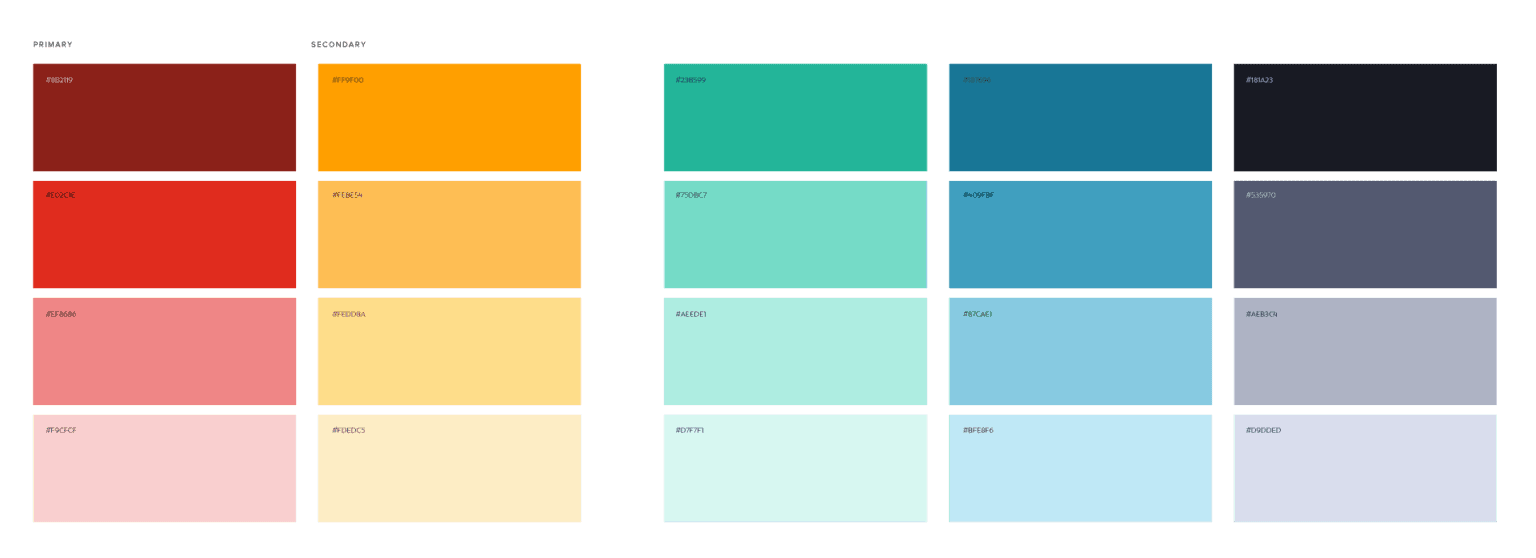 PRIMARY SECONDARY
#8B2119 #FF9F00 #23B599 #181A23
#E02C1E #FEBE54 #75DBC7 #409FBF #535970
#EF8686 #FEDD8A #AEEDE1 #87CAE1 #AEB3C4
#F9CFCF #FDEDC5 #D7F7F1 #BFE8F6 #D9DDED